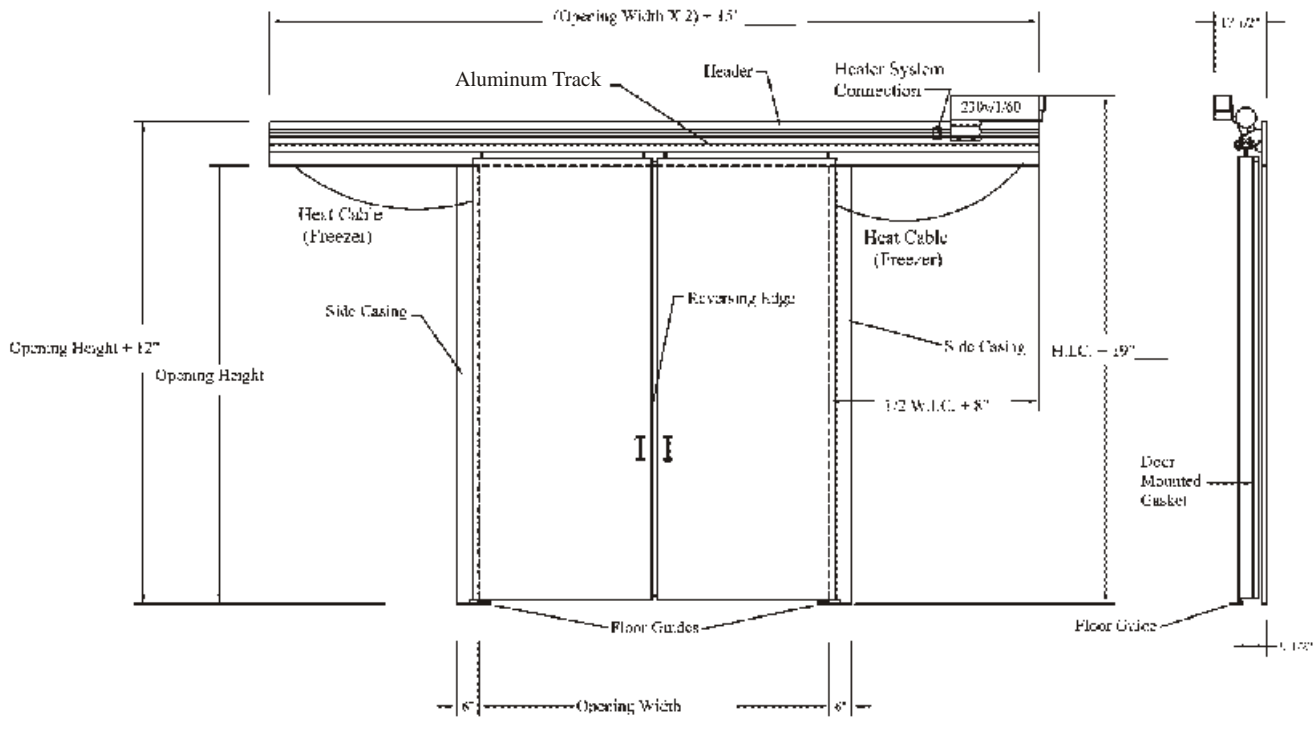 (Opening Width X 2) + 15"
Header
Heater System
Connection
Aluminum Track
230v/1/60
Heat Cable
(Freezer)
Heat Cable
(Freezer)
Reversing Edge
Side Casing
Side Casing
Opening Height + 12"
Opening Height
1/2 W.I.C. + 8"
Door
Mounted
Gasket
Floor Guides
Floor Guide
6"
Opening Width
6"